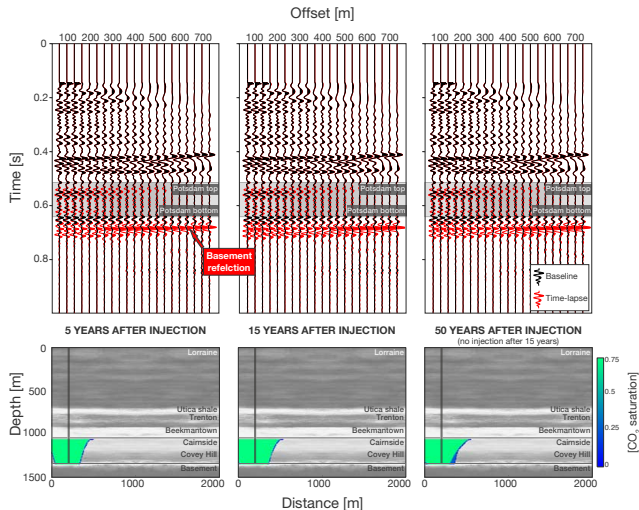 Offset [m]
100 200 300 400 500 600 700
100 200 300 400 500 600 700
100 200 300 400 500 600 700
Time [s]
0
0.2
0.4
0.6
0.8
Potsdam top
Potsdam bottom
Potsdam top
Potsdam bottom
Potsdam top
Potsdam bottom
Basement
refelction
Baseline
Time-lapse
5 YEARS AFTER INJECTION
15 YEARS AFTER INJECTION
50 YEARS AFTER INJECTION
(no injection after 15 years)
Depth [m]
0
500
1000
1500
Lorraine
Utica shale
Trenton
Beekmantown
Cairnside
Covey Hill
Basement
Lorraine
Utica shale
Trenton
Beekmantown
Cairnside
Covey Hill
Basement
Lorraine
Utica shale
Trenton
Beekmantown
Cairnside
Covey Hill
Basement
0 1000 2000
0 1000 2000
0 1000 2000
Distance [m]
0.75
0.50
0.25
0
[CO₂ saturation]